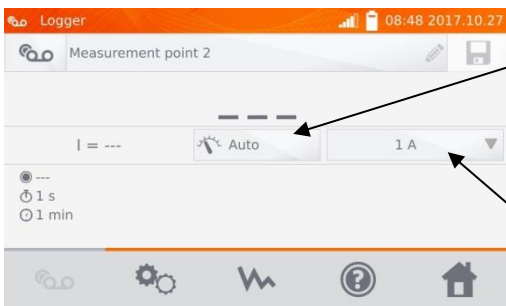 Logger 08:48 2017.10.27
Measurement point 2
---
I = --- Auto 1 A
---
1 s
1 min
?